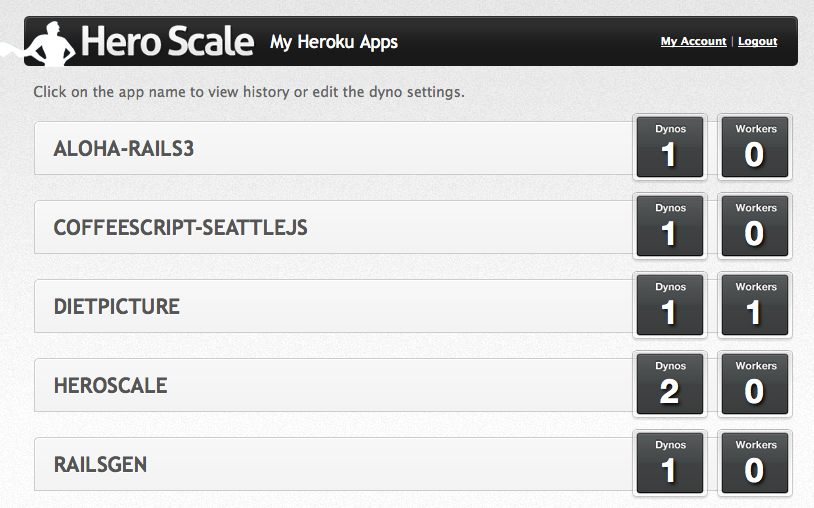 Hero Scale My Heroku Apps My Account | Logout
Click on the app name to view history or edit the dyno settings.
Dynos Workers
ALOHA-RAILS3 1 0
Dynos Workers
COFFEESCRIPT-SEATTLEJS 1 0
Dynos Workers
DIETPICTURE 1 1
Dynos Workers
HEROSCALE 2 0
Dynos Workers
RAILSGEN 1 0